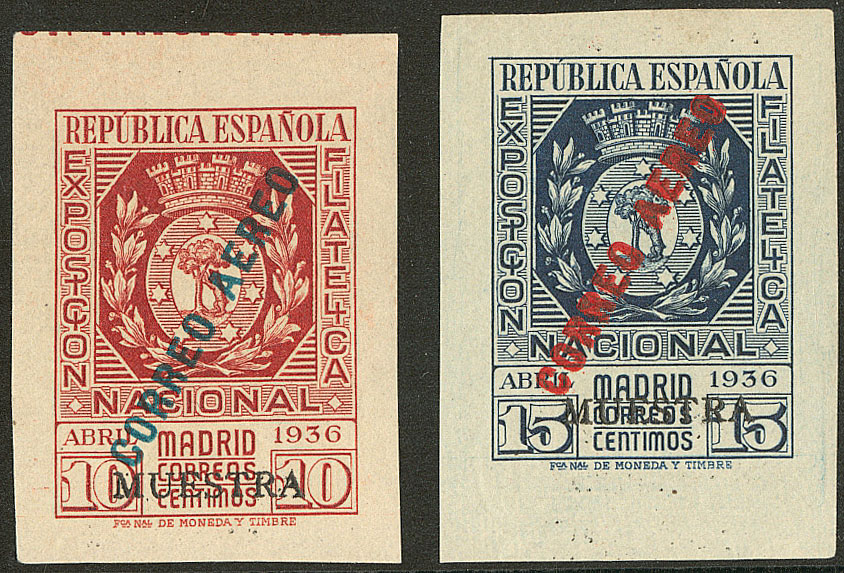 REPÚBLICA ESPAÑOLA
EXPOSICION
FILATELICA
NACIONAL
CORREO AEREO
ABRIL MADRID 1936
10 CORREOS 10
CENTIMOS
MUESTRA
FCA NAL DE MONEDA Y TIMBRE
REPÚBLICA ESPAÑOLA
EXPOSICION
FILATELICA
NACIONAL
CORREO AEREO
ABRIL MADRID 1936
15 CORREOS 15
CENTIMOS
MUESTRA
FCA NAL DE MONEDA Y TIMBRE